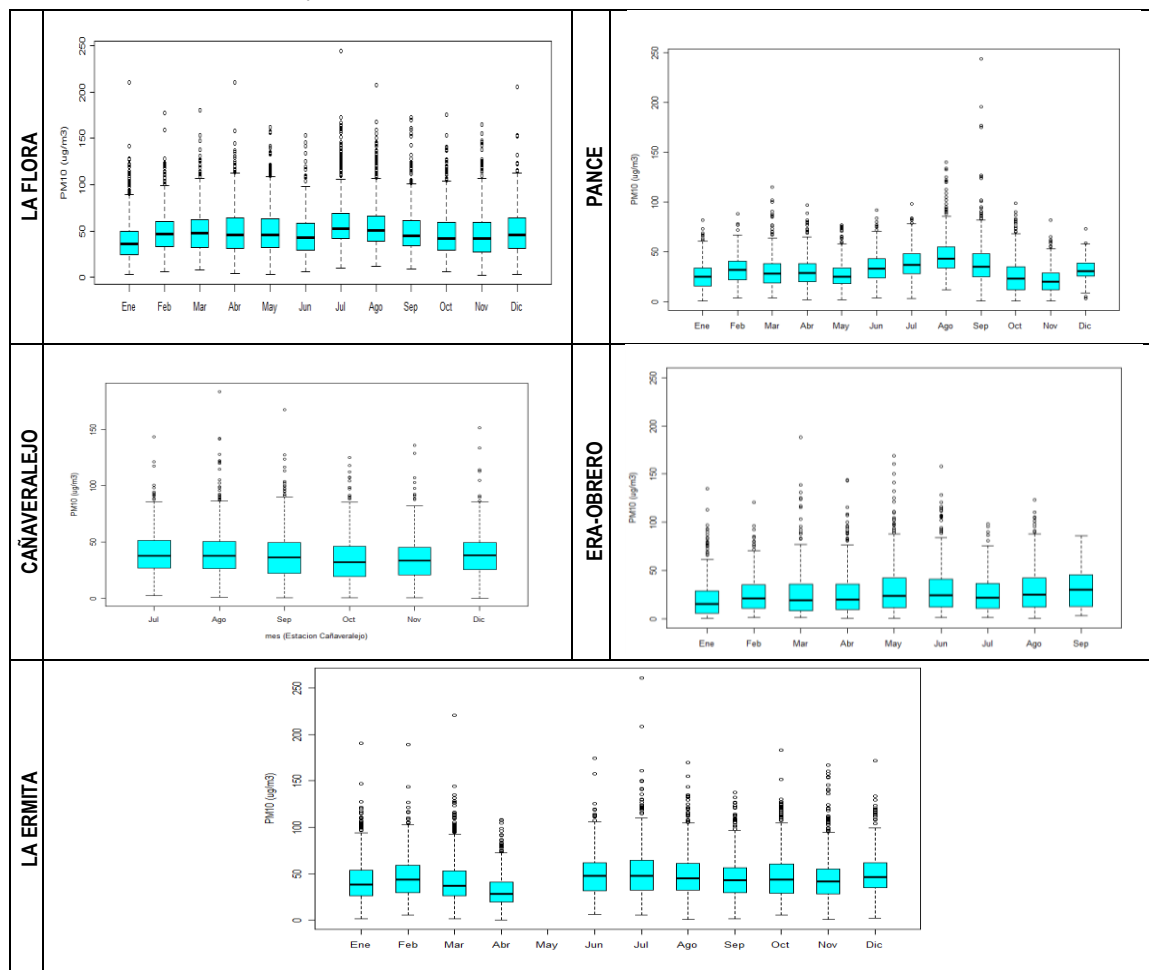 LA FLORA
PM10 (ug/m3)
250
200
150
100
50
0
Ene Feb Mar Abr May Jun Jul Ago Sep Oct Nov Dic
PANCE
PM10 (ug/m3)
250
200
150
100
50
0
Ene Feb Mar Abr May Jun Jul Ago Sep Oct Nov Dic
CAÑAVERALEJO
PM10 (ug/m3)
150
100
50
0
Jul Ago Sep Oct Nov Dic
mes (Estacion Cañaveralejo)
ERA-OBRERO
PM10 (ug/m3)
250
200
150
100
50
0
Ene Feb Mar Abr May Jun Jul Ago Sep
LA ERMITA
PM10 (ug/m3)
250
200
150
100
50
0
Ene Feb Mar Abr May Jun Jul Ago Sep Oct Nov Dic